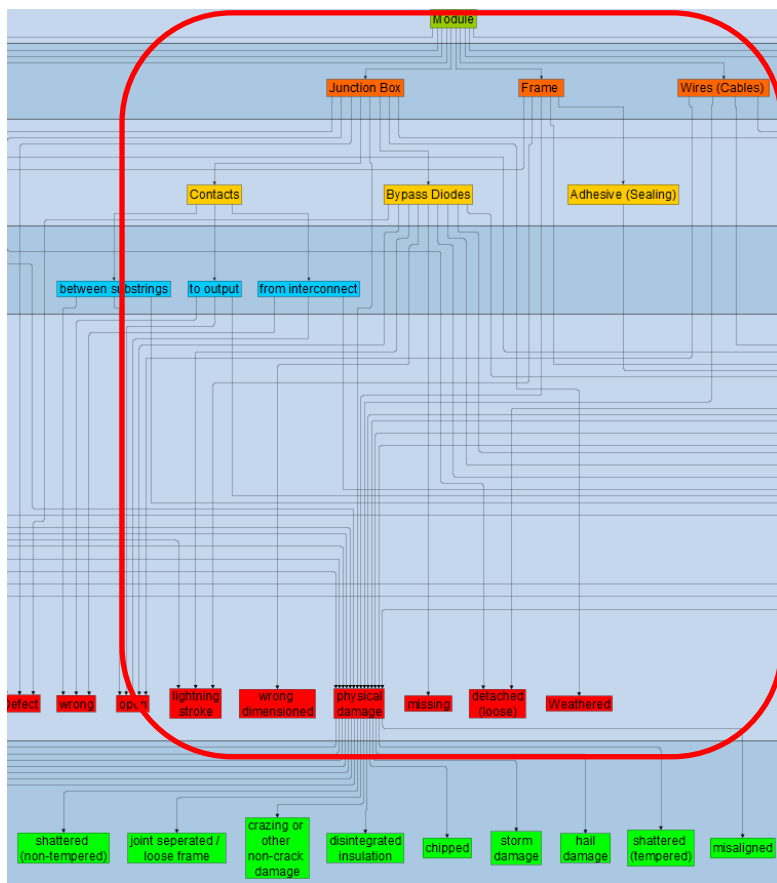 Module
Junction Box
Frame
Wires (Cables)
Contacts
Bypass Diodes
Adhesive (Sealing)
between substrings
to output
from interconnect
Defect
wrong
open
lightning
stroke
wrong
dimensioned
physical
damage
missing
detached
(loose)
Weathered
shattered
(non-tempered)
joint seperated /
loose frame
crazing or
other
non-crack
damage
disintegrated
insulation
chipped
storm
damage
hail
damage
shattered
(tempered)
misaligned